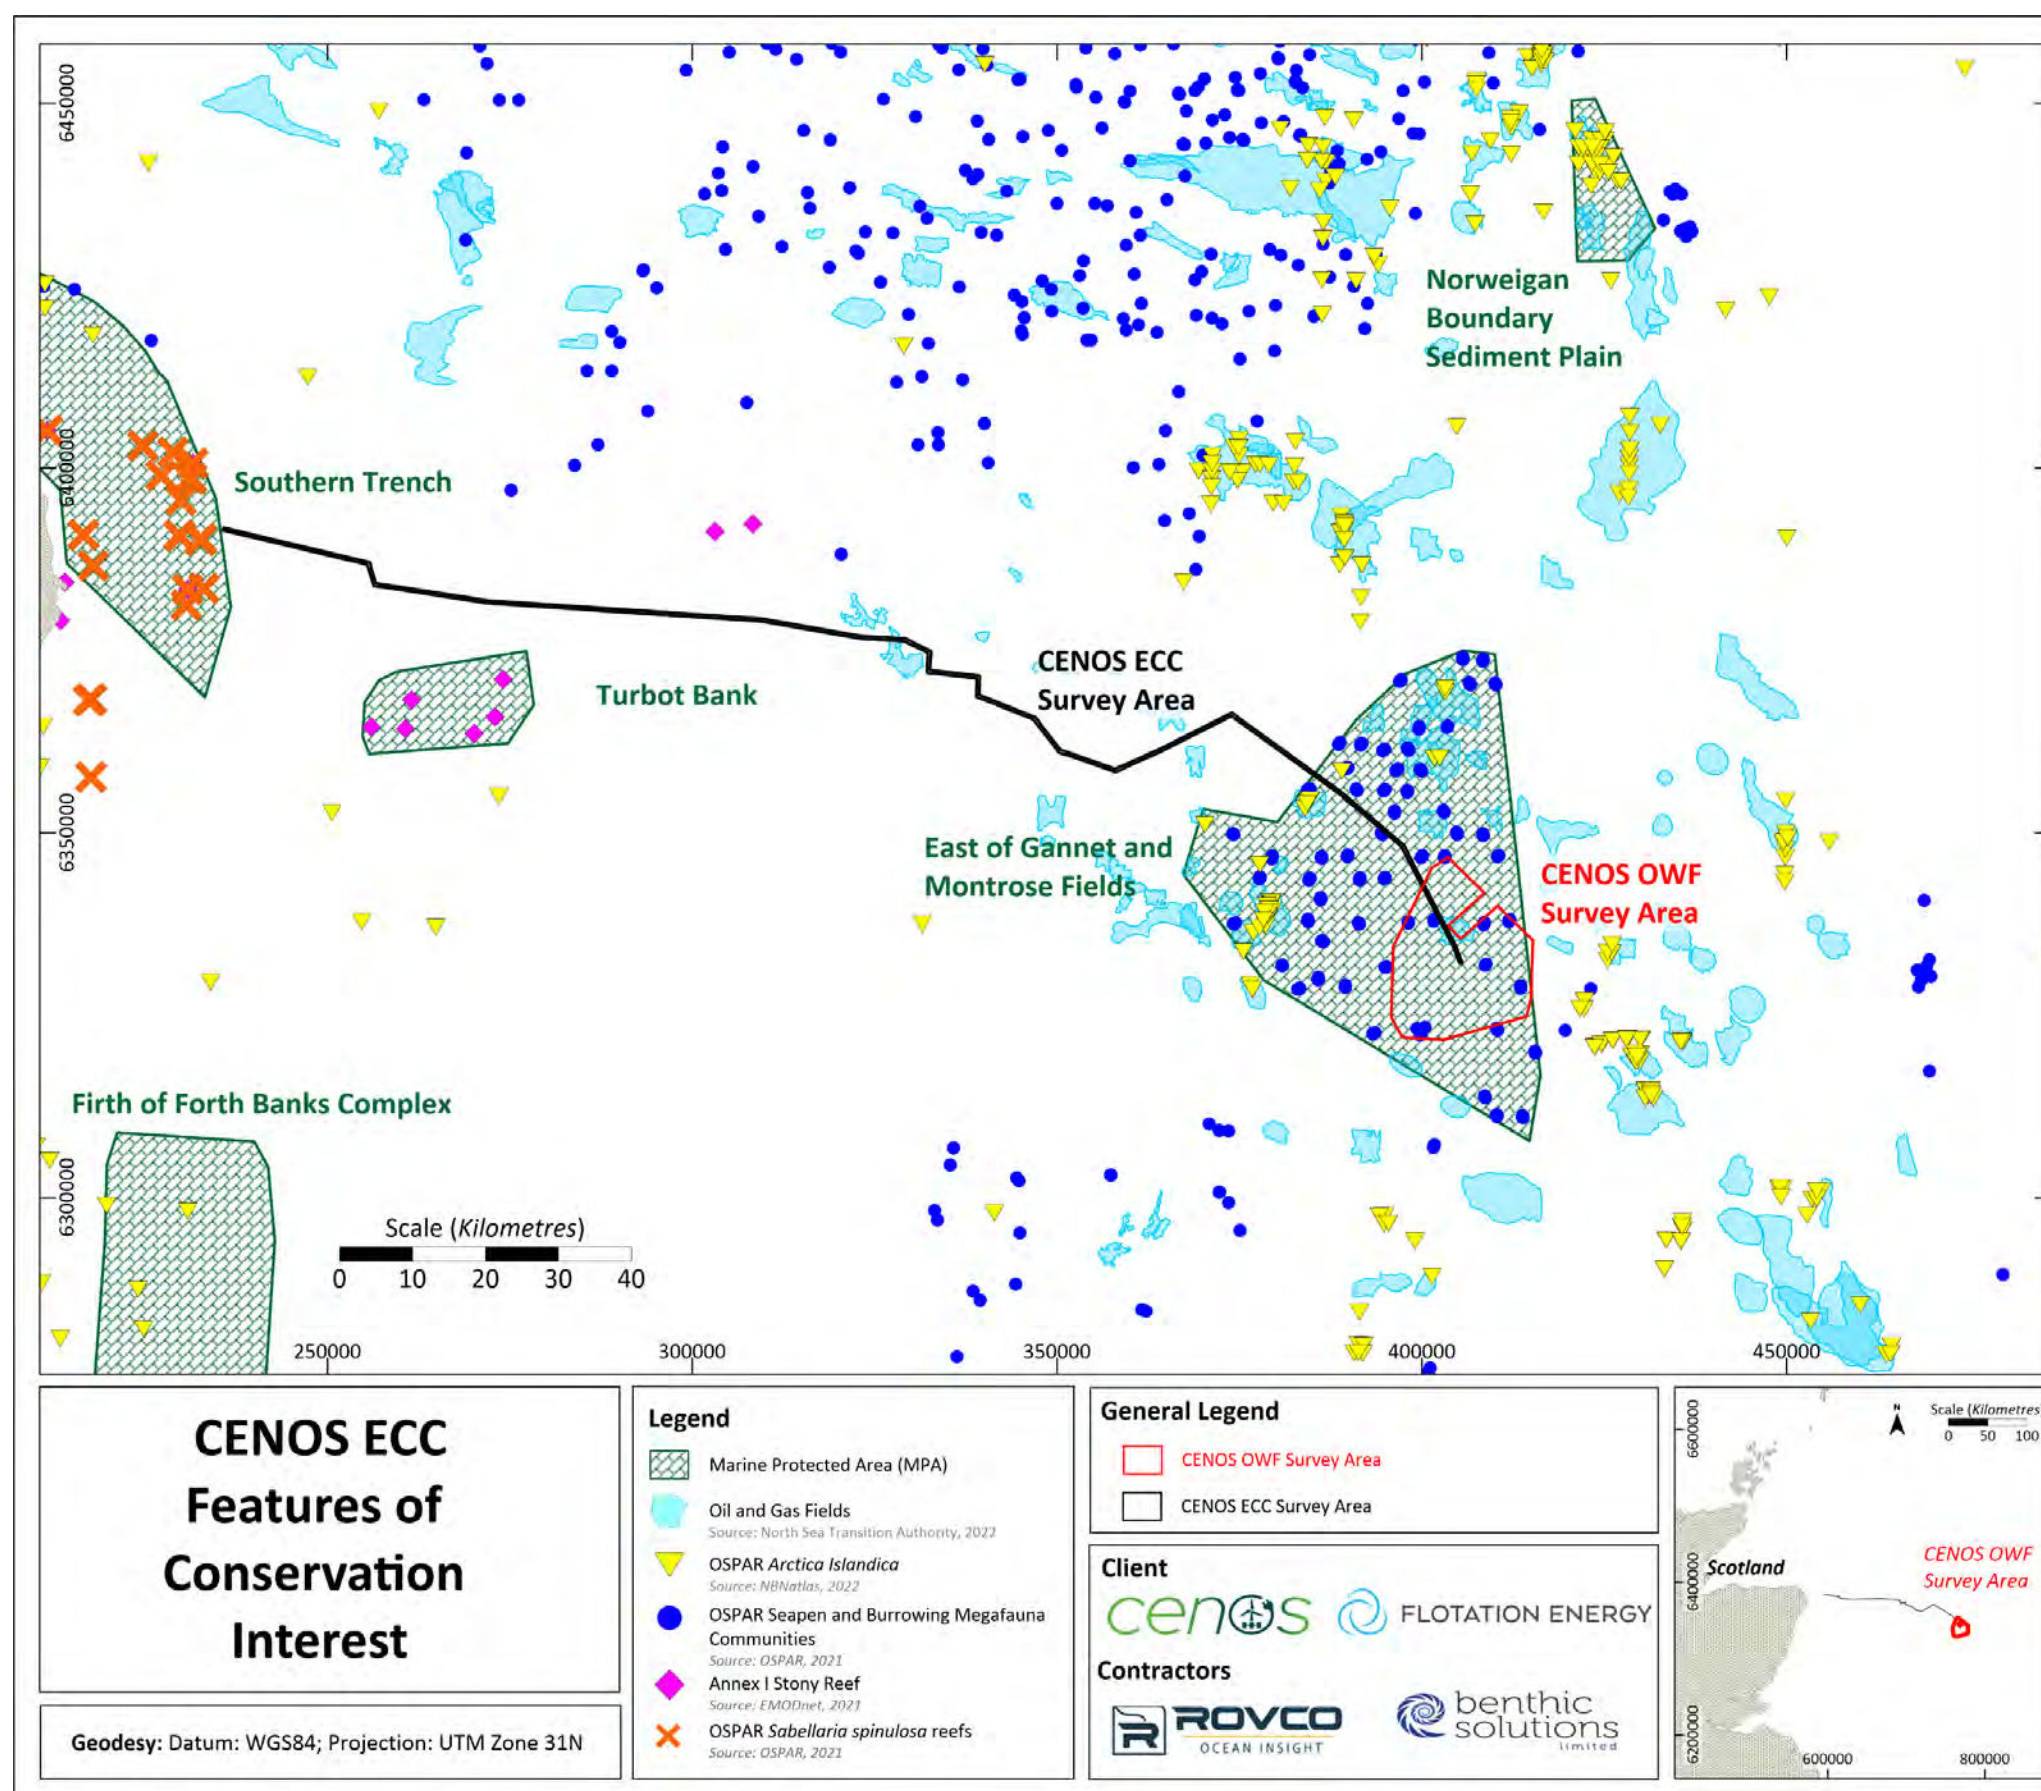 6450000
6400000
6350000
6300000
Southern Trench
Norweigan
Boundary
Sediment Plain
CENOS ECC
Survey Area
Turbot Bank
East of Gannet and
Montrose Fields
CENOS OWF
Survey Area
Firth of Forth Banks Complex
Scale (Kilometres)
0 10 20 30 40
250000 300000 350000 400000 450000
CENOS ECC
Features of
Conservation
Interest
Geodesy: Datum: WGS84; Projection: UTM Zone 31N
Legend
Marine Protected Area (MPA)
Oil and Gas Fields
Source: North Sea Transition Authority, 2022
OSPAR Arctica Islandica
Source: NBNatlas, 2022
OSPAR Seapen and Burrowing Megafauna
Communities
Source: OSPAR, 2021
Annex I Stony Reef
Source: EMODnet, 2021
OSPAR Sabellaria spinulosa reefs
Source: OSPAR, 2021
General Legend
CENOS OWF Survey Area
CENOS ECC Survey Area
Client
cenos
FLOTATION ENERGY
Contractors
ROVCO
OCEAN INSIGHT
benthic
solutions
limited
N
Scale (Kilometres
0 50 100
6600000
6400000
6200000
Scotland
CENOS OWF
Survey Area
600000 800000